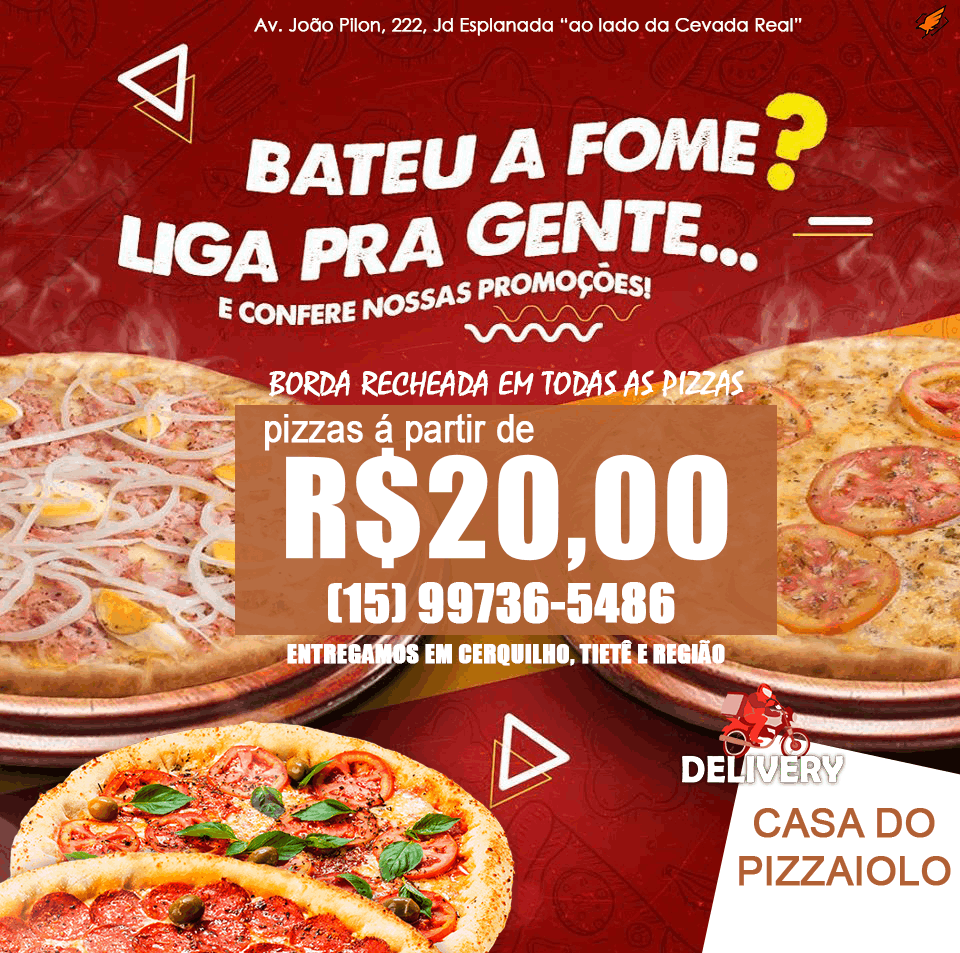 Av. João Pilon, 222, Jd Esplanada “ao lado da Cevada Real”
BATEU A FOME?
LIGA PRA GENTE...
E CONFERE NOSSAS PROMOÇÕES!
BORDA RECHEADA EM TODAS AS PIZZAS
pizzas á partir de
R$20,00
(15) 99736-5486
ENTREGAMOS EM CERQUILHO, TIETÊ E REGIÃO
DELIVERY
CASA DO
PIZZAIOLO